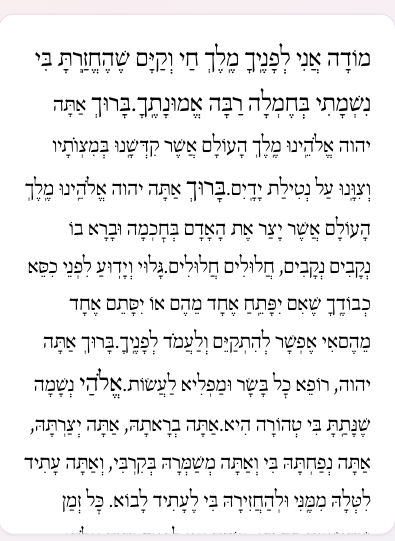 מוֹדָה אֲנִי לְפָנֶיךָ מֶלֶךְ חַי וְקַיָּם שֶׁהֶחֱזַרְתָּ בִּי
נִשְׁמָתִי בְּחֶמְלָה רַבָּה אֱמוּנָתֶךָ.בָּרוּךְ אַתָּה
יהוה אֱלֹהֵינוּ מֶלֶךְ הָעוֹלָם אֲשֶׁר קִדְּשָׁנוּ בְּמִצְוֹתָיו
וְצִוָּנוּ עַל נְטִילַת יָדָיִם.בָּרוּךְ אַתָּה יהוה אֱלֹהֵינוּ מֶלֶךְ
הָעוֹלָם אֲשֶׁר יָצַר אֶת הָאָדָם בְּחָכְמָה וּבָרָא בוֹ
נְקָבִים נְקָבִים, חֲלוּלִים חֲלוּלִים.גָּלוּי וְיָדוּעַ לִפְנֵי כִסֵּא
כְבוֹדֶךָ שֶׁאִם יִפָּתֵחַ אֶחָד מֵהֶם אוֹ יִסָּתֵם אֶחָד
מֵהֶםאִי אֶפְשָׁר לְהִתְקַיֵּם וְלַעֲמֹד לְפָנֶיךָ.בָּרוּךְ אַתָּה
יהוה, רוֹפֵא כָל בָּשָׂר וּמַפְלִיא לַעֲשׂוֹת.אֱלֹהַי נְשָׁמָה
שֶׁנָּתַתָּ בִּי טְהוֹרָה הִיא.אַתָּה בְרָאתָהּ, אַתָּה יְצַרְתָּהּ,
אַתָּה נְפַחְתָּהּ בִּי וְאַתָּה מְשַׁמְּרָהּ בְּקִרְבִּי, וְאַתָּה עָתִיד
לִטְּלָהּ מִמֶּנִּי וּלְהַחֲזִירָהּ בִּי לֶעָתִיד לָבוֹא. כָּל זְמַן